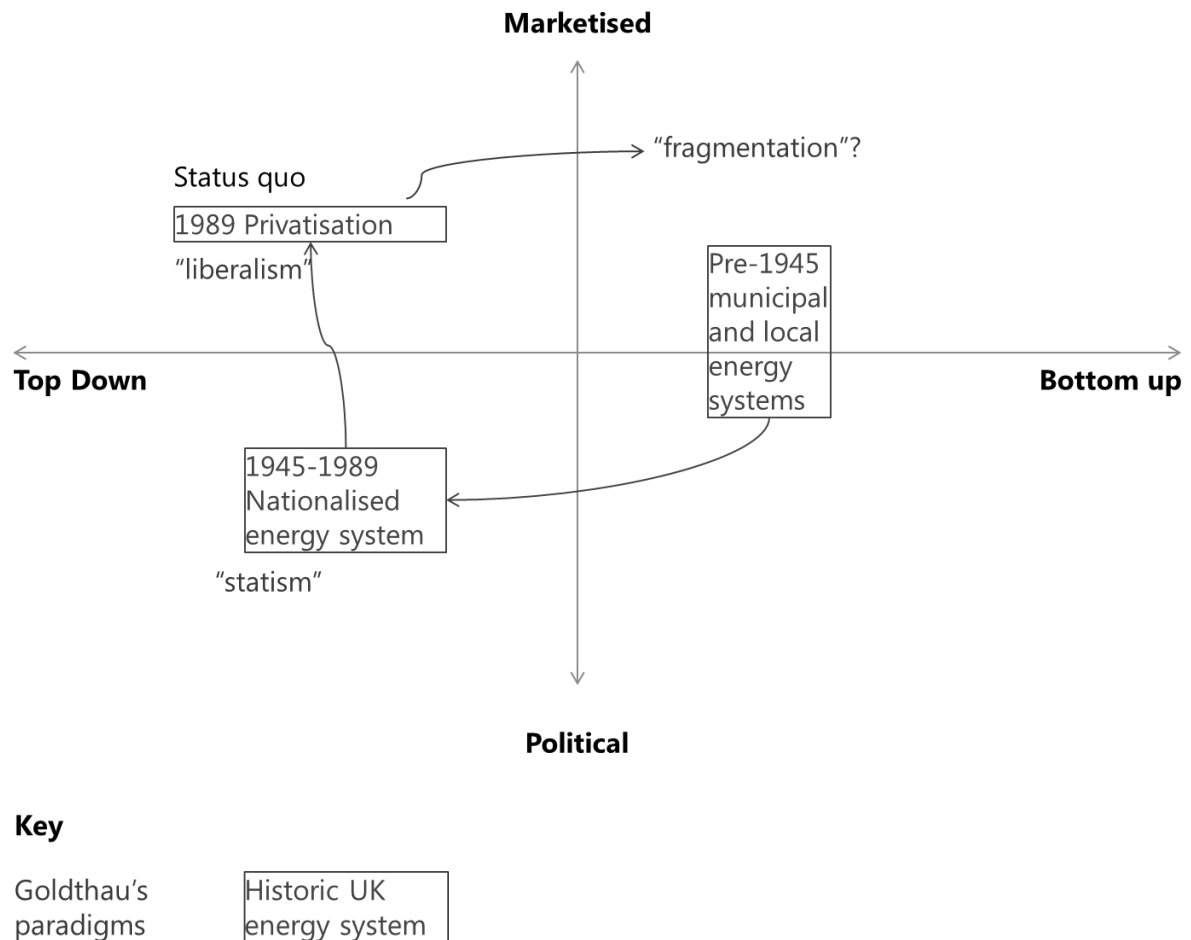 Marketised
“fragmentation”?
Status quo
1989 Privatisation
“liberalism”
Pre-1945
municipal
and local
energy
systems
Top Down
Bottom up
1945-1989
Nationalised
energy system
“statism”
Political
Key
Goldthau’s
paradigms
Historic UK
energy system